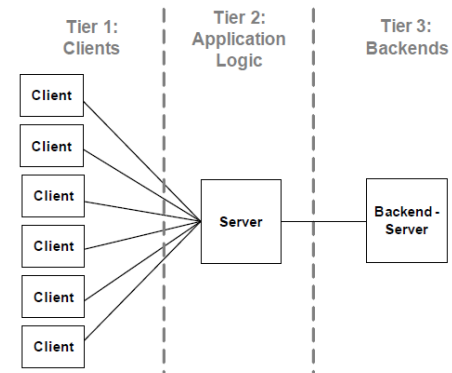 Tier 1:
Clients
Tier 2:
Application
Logic
Tier 3:
Backends
Client
Client
Client
Client
Client
Client
Server
Backend -
Server